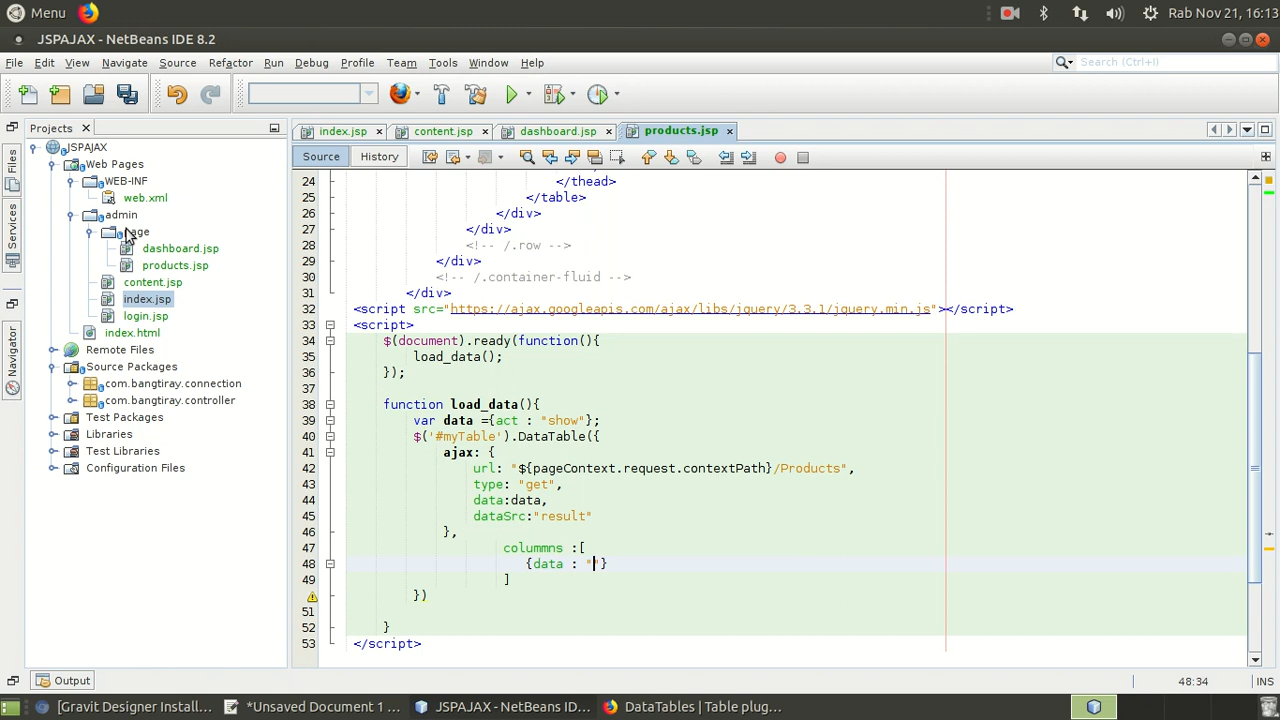 Menu
Rab Nov 21, 16:13
JSPAJAX - NetBeans IDE 8.2
File Edit View Navigate Source Refactor Run Debug Profile Team Tools Window Help
Search (Ctrl+I)
Projects
index.jsp content.jsp dashboard.jsp products.jsp
Source History
Files
Services
Navigator
JSPAJAX
Web Pages
WEB-INF
web.xml
admin
page
dashboard.jsp
products.jsp
content.jsp
index.jsp
login.jsp
index.html
Remote Files
Source Packages
com.bangtiray.connection
com.bangtiray.controller
Test Packages
Libraries
Test Libraries
Configuration Files
24 </thead>
25 </table>
26 </div>
27 </div>
28 <!-- /.row -->
29 </div>
30 <!-- /.container-fluid -->
31 </div>
32 <script src="https://ajax.googleapis.com/ajax/libs/jquery/3.3.1/jquery.min.js"></script>
33 <script>
34 $(document).ready(function(){
35 load_data();
36 });
37
38 function load_data(){
39 var data ={act : "show"};
40 $('#myTable').DataTable({
41 ajax: {
42 url: "${pageContext.request.contextPath}/Products",
43 type: "get",
44 data:data,
45 dataSrc:"result"
46 },
47 colummns :[
48 {data : ""}
49 ]
})
51
52 }
53 </script>
Output
48:34 INS
[Gravit Designer Install... *Unsaved Document 1 ... JSPAJAX - NetBeans IDE... DataTables | Table plug...